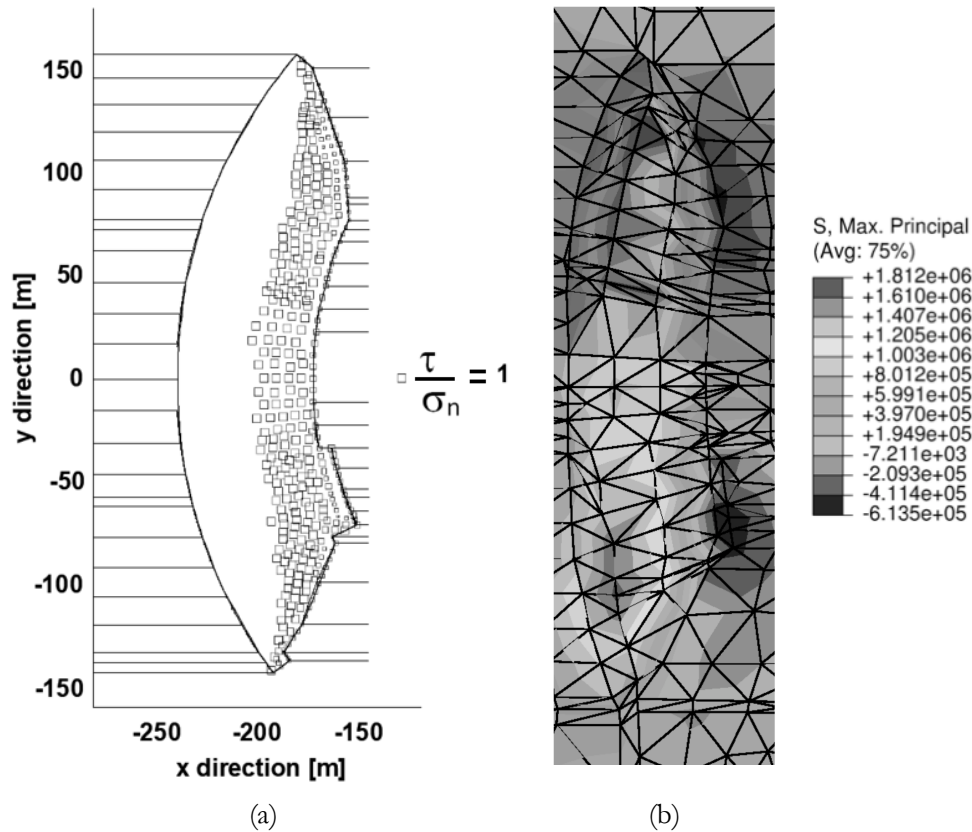 150
100
50
0
-50
-100
-150
y direction [m]
-250
-200
-150
x direction [m]
τ
σn
= 1
(a)
S, Max. Principal
(Avg: 75%)
+1.812e+06
+1.610e+06
+1.407e+06
+1.205e+06
+1.003e+06
+8.012e+05
+5.991e+05
+3.970e+05
+1.949e+05
-7.211e+03
-2.093e+05
-4.114e+05
-6.135e+05
(b)